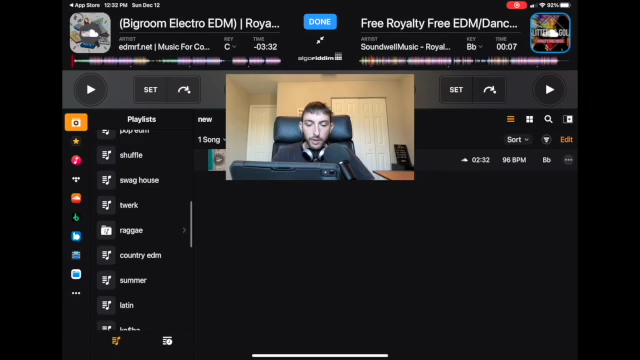 App Store 12:32 PM Sun Dec 12
92%
(Bigroom Electro EDM) | Roya...
ARTIST KEY TIME
edmrf.net | Music For Co... C -03:32
DONE
algoriddim
Free Royalty Free EDM/Danc...
ARTIST KEY TIME
SoundwellMusic - Royal... Bb 00:07
SET
SET
Playlists
new
1 Song
Sort
Edit
pop edm
shuffle
02:32 96 BPM Bb
swag house
twerk
raggae
country edm
summer
latin
ke$ha